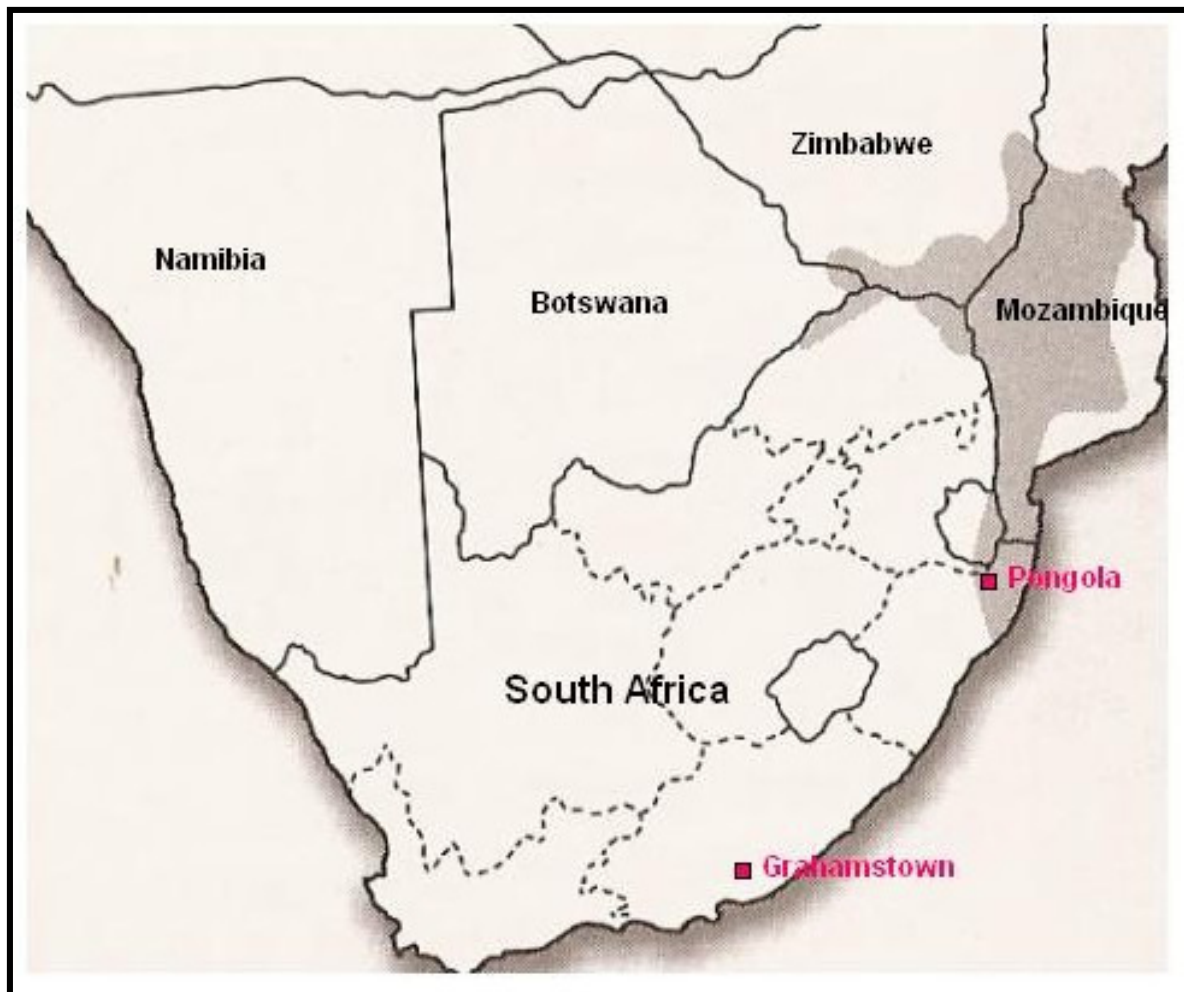 Zimbabwe
Namibia
Botswana
Mozambique
Pongola
South Africa
Grahamstown